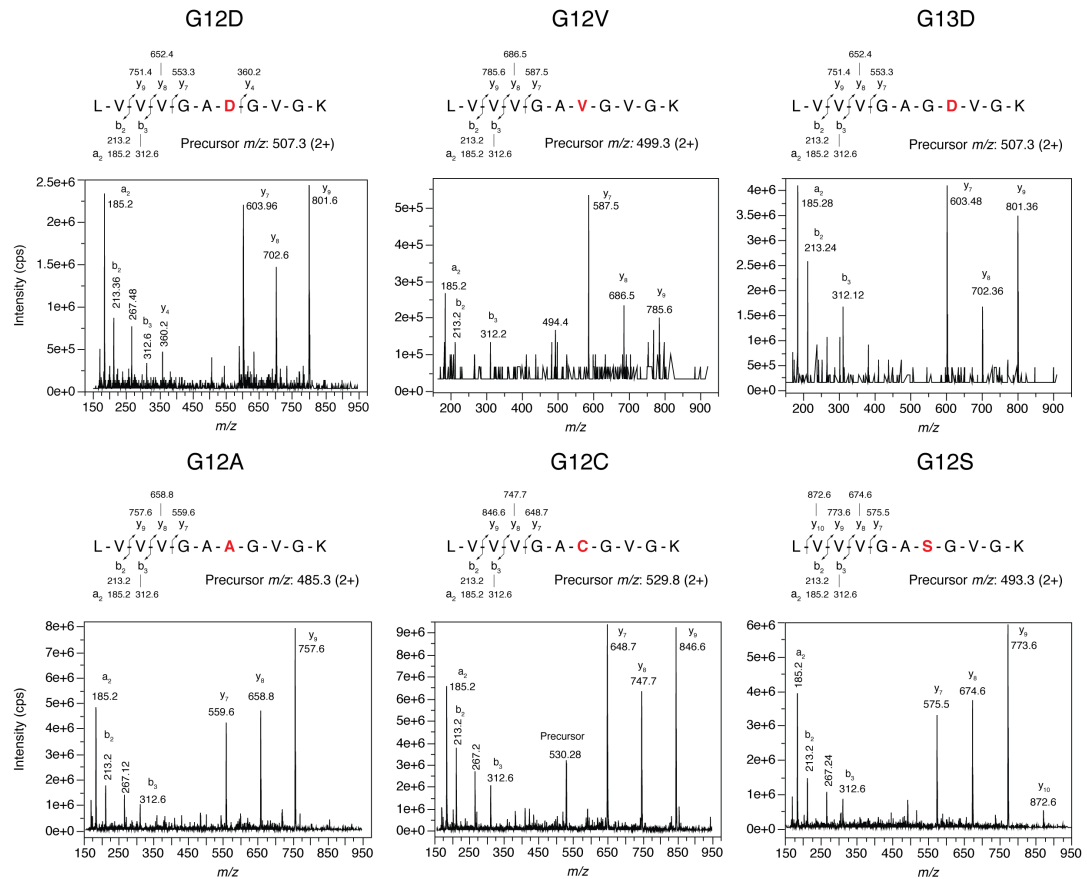 G12D
652.4
751.4 553.3 360.2
y9 y8 y7 y4
L-V-V-V-G-A-D-G-V-G-K
b2 b3
213.2
a2 185.2 312.6
Precursor m/z: 507.3 (2+)
2.5e+6
2e+6
1.5e+6
1e+6
5e+5
0e+0
Intensity (cps)
a2
185.2
b2
213.36
267.48
b3
312.6
y4
360.2
y7
603.96
y8
702.6
y9
801.6
150 250 350 450 550 650 750 850 950
m/z
G12V
686.5
785.6 587.5
y9 y8 y7
L-V-V-V-G-A-V-G-V-G-K
b2 b3
213.2
a2 185.2 312.6
Precursor m/z: 499.3 (2+)
5e+5
4e+5
3e+5
2e+5
1e+5
0e+0
a2
185.2
b2
213.2
b3
312.2
494.4
y7
587.5
y8
686.5
y9
785.6
200 300 400 500 600 700 800 900
m/z
G13D
652.4
751.4 553.3
y9 y8 y7
L-V-V-V-G-A-G-D-V-G-K
b2 b3
213.2
a2 185.2 312.6
Precursor m/z: 507.3 (2+)
4e+6
3.5e+6
3e+6
2.5e+6
2e+6
1.5e+6
1e+6
5e+5
0e+0
a2
185.28
b2
213.24
b3
312.12
y7
603.48
y8
702.36
y9
801.36
200 300 400 500 600 700 800 900
m/z
G12A
658.8
757.6 559.6
y9 y8 y7
L-V-V-V-G-A-A-G-V-G-K
b2 b3
213.2
a2 185.2 312.6
Precursor m/z: 485.3 (2+)
8e+6
7e+6
6e+6
5e+6
4e+6
3e+6
2e+6
1e+6
0e+0
Intensity (cps)
a2
185.2
b2
213.2
267.12
b3
312.6
y7
559.6
y8
658.8
y9
757.6
150 250 350 450 550 650 750 850 950
m/z
G12C
747.7
846.6 648.7
y9 y8 y7
L-V-V-V-G-A-C-G-V-G-K
b2 b3
213.2
a2 185.2 312.6
Precursor m/z: 529.8 (2+)
9e+6
8e+6
7e+6
6e+6
5e+6
4e+6
3e+6
2e+6
1e+6
0e+0
a2
185.2
b2
213.2
267.2
b3
312.6
Precursor
530.28
y7
648.7
y8
747.7
y9
846.6
150 250 350 450 550 650 750 850 950
m/z
G12S
872.6 674.6
773.6 575.5
y10 y9 y8 y7
L-V-V-V-G-A-S-G-V-G-K
b2 b3
213.2
a2 185.2 312.6
Precursor m/z: 493.3 (2+)
6e+6
5e+6
4e+6
3e+6
2e+6
1e+6
0e+0
a2
185.2
b2
213.2
267.24
b3
312.6
y7
575.5
y8
674.6
y9
773.6
y10
872.6
150 250 350 450 550 650 750 850 950
m/z